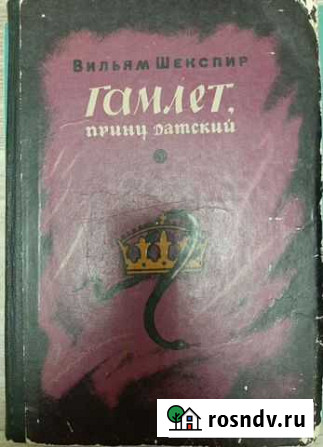 Вильям Шекспир
Гамлет,
принц датский
rosndv.ru